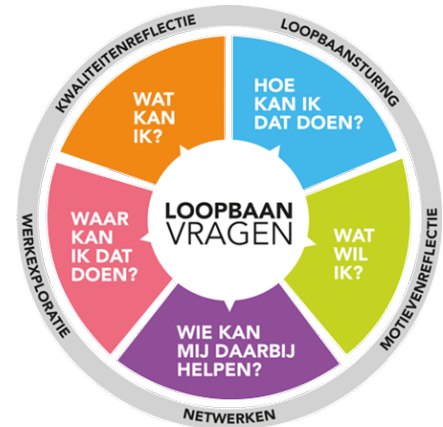 KWALITEITENREFLECTIE
LOOPBAANSTURING
MOTIEVENREFLECTIE
NETWERKEN
WERKEXPLORATIE
WAT
KAN
IK?
HOE
KAN IK
DAT DOEN?
WAT
WIL
IK?
WIE KAN
MIJ DAARBIJ
HELPEN?
WAAR
KAN
IK DAT
DOEN?
LOOPBAAN
VRAGEN